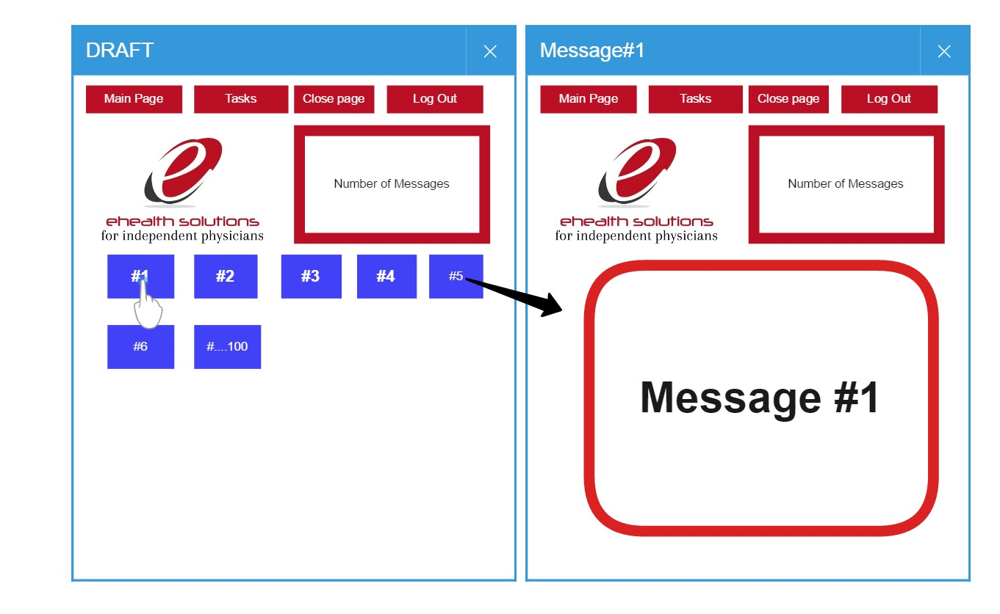 DRAFT
Main Page Tasks Close page Log Out
Number of Messages
ehealth solutions
for independent physicians
#1 #2 #3 #4 #5
#6 #....100
Message#1
Main Page Tasks Close page Log Out
Number of Messages
ehealth solutions
for independent physicians
Message #1